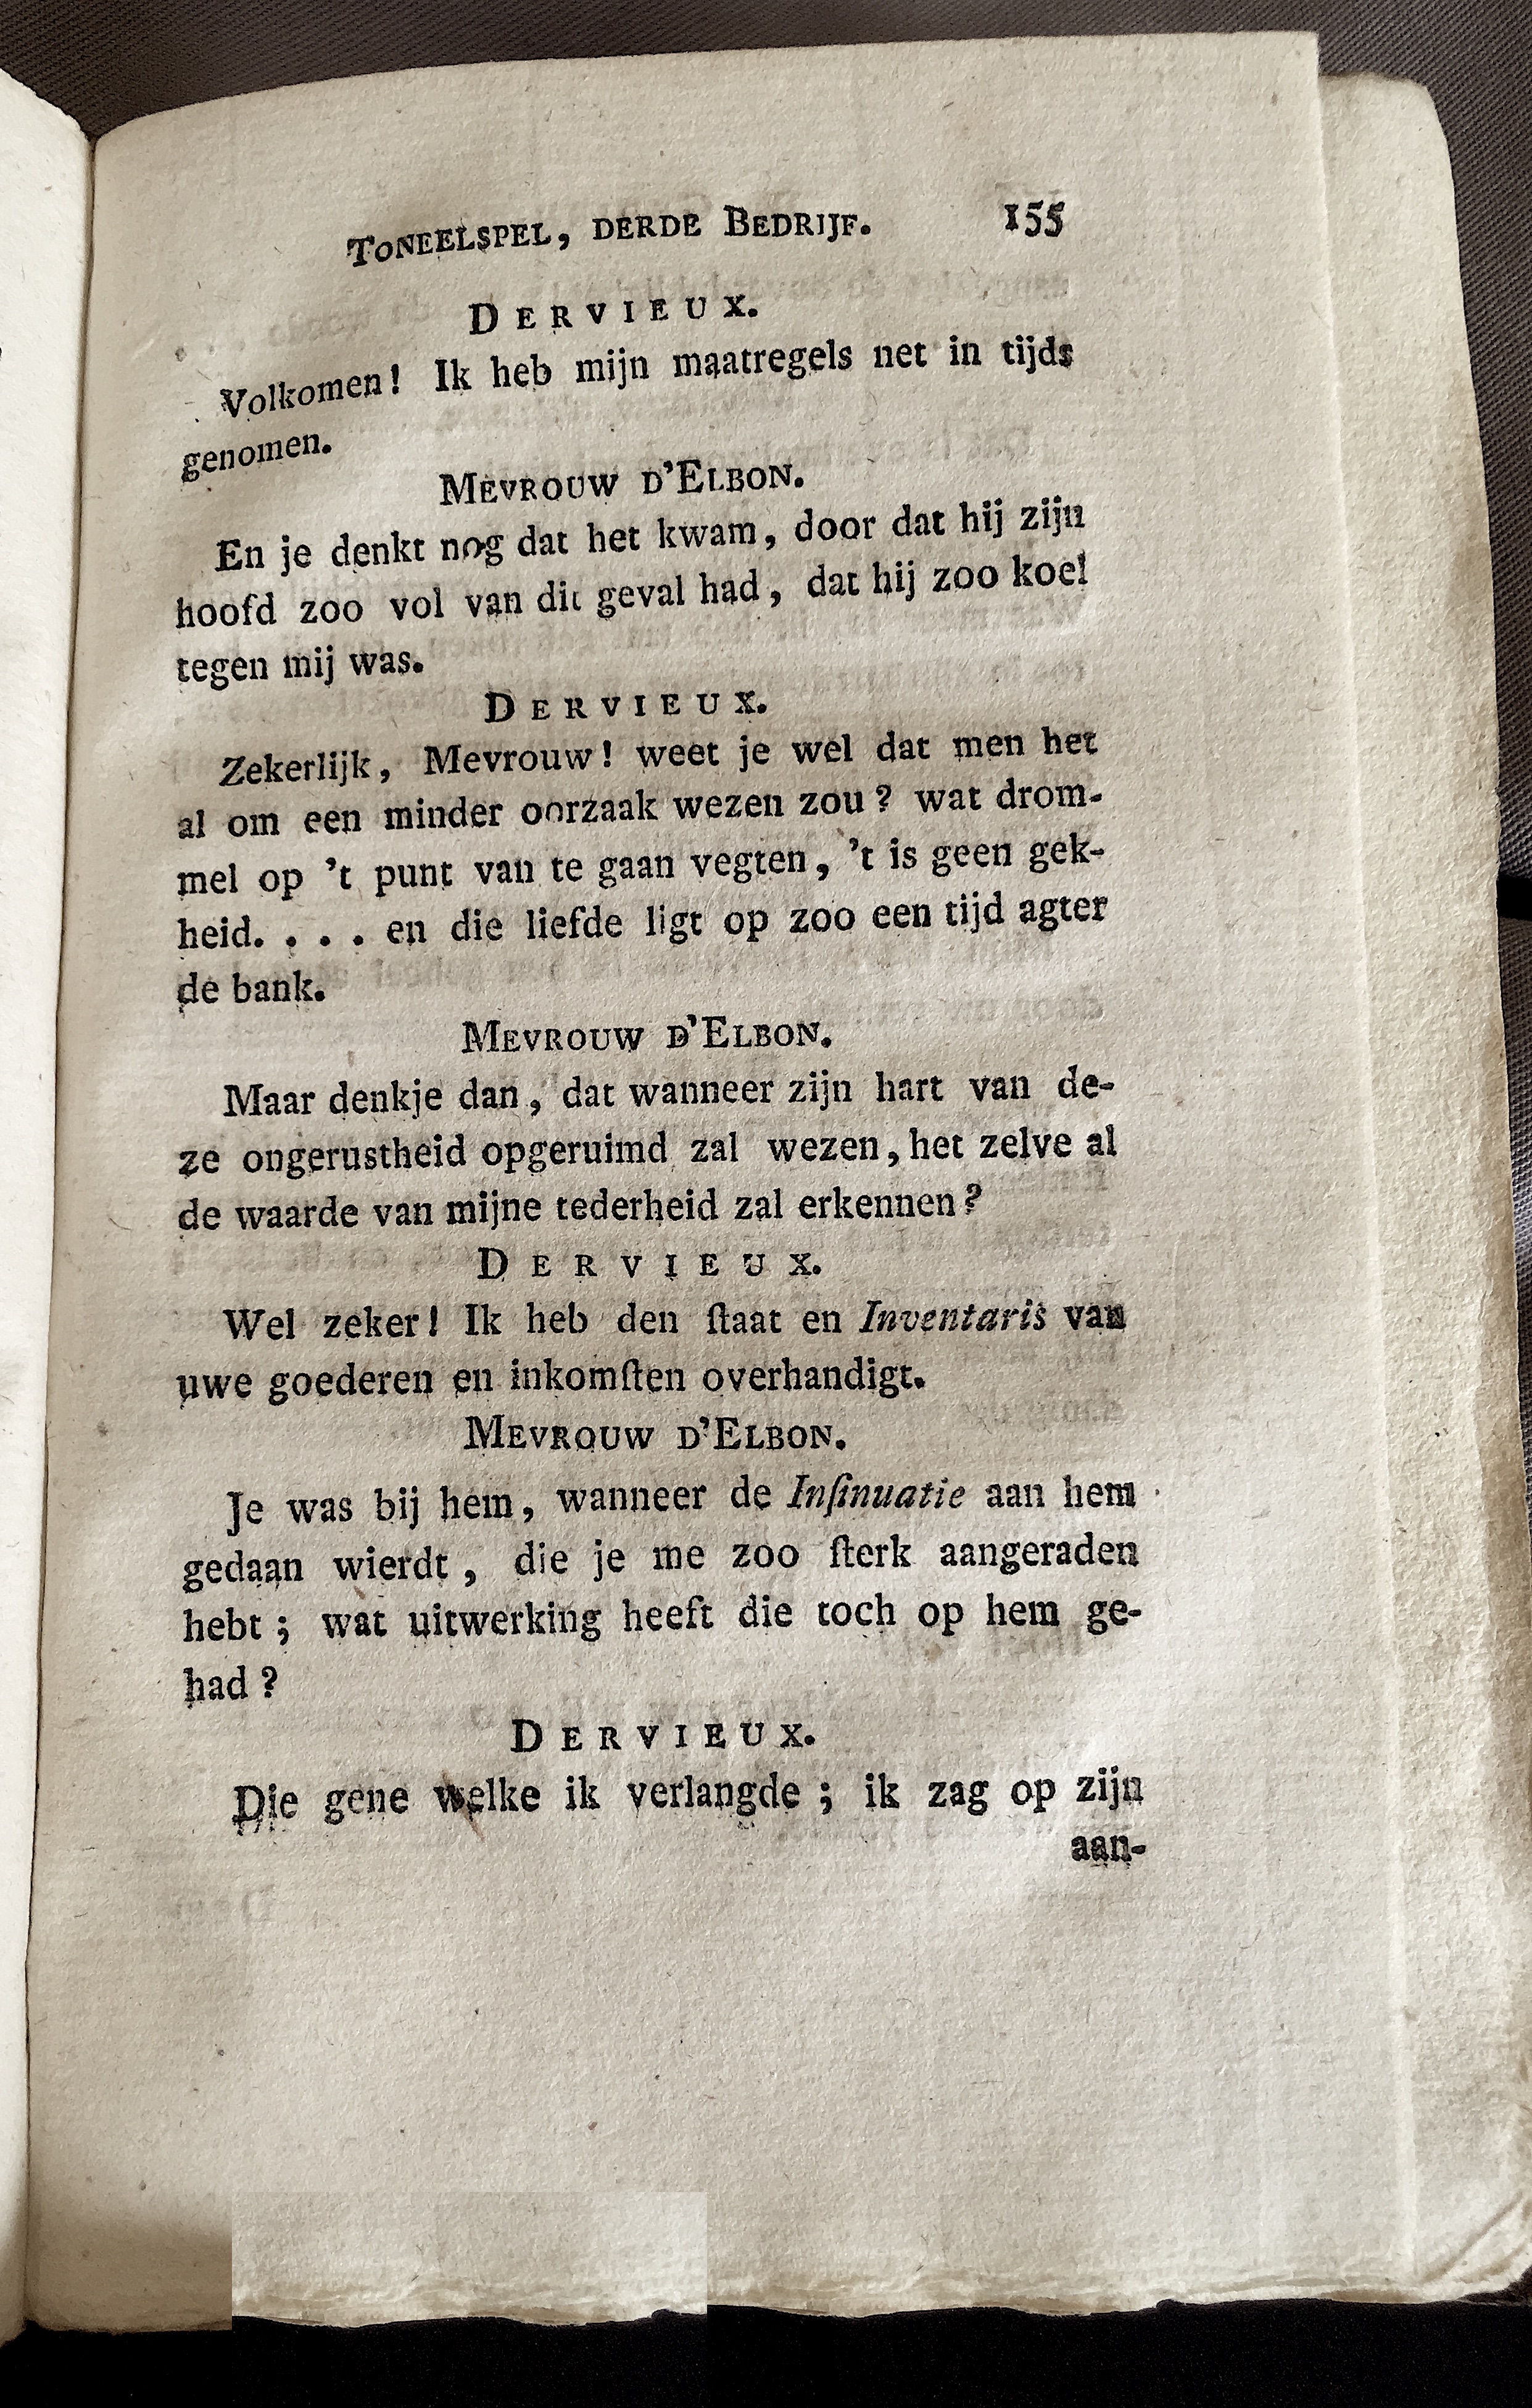 TONEELSPEL, DERDE BEDRIJF. 155
DERVIEUX.
Volkomen! Ik heb mijn maatregels net in tijds
genomen.
MEVROUW D'ELBON.
En je denkt nog dat het kwam, door dat hij zijn
hoofd zoo vol van dit geval had, dat hij zoo koel
tegen mij was.
DERVIEUX.
Zekerlijk, Mevrouw! weet je wel dat men het
al om een minder oorzaak wezen zou? wat drom-
mel op 't punt van te gaan vegten, 't is geen gek-
heid. . . . en die liefde ligt op zoo een tijd agter
de bank.
MEVROUW D'ELBON.
Maar denkje dan, dat wanneer zijn hart van de-
ze ongerustheid opgeruimd zal wezen, het zelve al
de waarde van mijne tederheid zal erkennen?
DERVIEUX.
Wel zeker! Ik heb den ſtaat en Inventaris van
uwe goederen en inkomſten overhandigt.
MEVROUW D'ELBON.
Je was bij hem, wanneer de Inſinuatie aan hem
gedaan wierdt, die je me zoo ſterk aangeraden
hebt; wat uitwerking heeft die toch op hem ge-
had?
DERVIEUX.
Die gene welke ik verlangde; ik zag op zijn
aan-